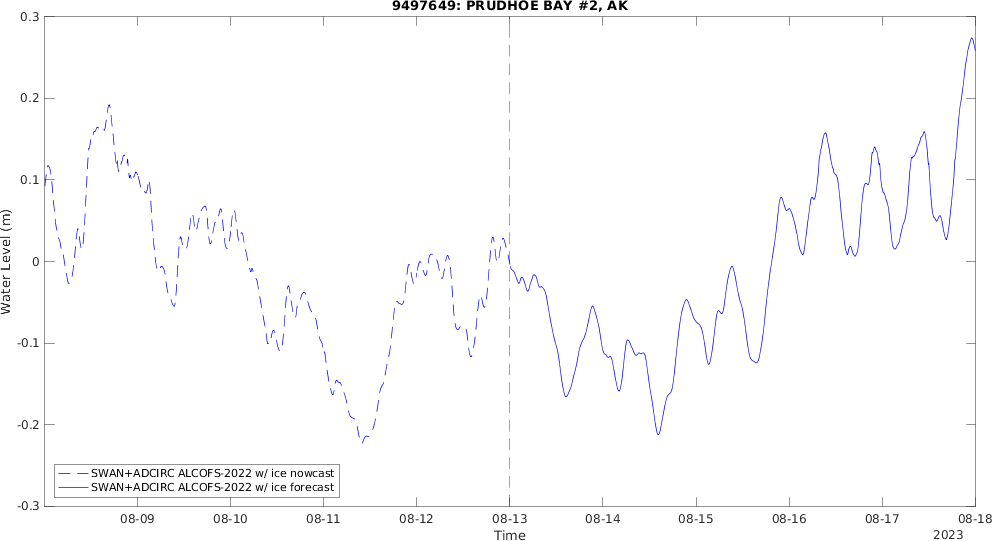 9497649: PRUDHOE BAY #2, AK
0.3
0.2
0.1
0
-0.1
-0.2
-0.3
Water Level (m)
SWAN+ADCIRC ALCOFS-2022 w/ ice nowcast
SWAN+ADCIRC ALCOFS-2022 w/ ice forecast
08-09 08-10 08-11 08-12 08-13 08-14 08-15 08-16 08-17 08-18
Time
2023